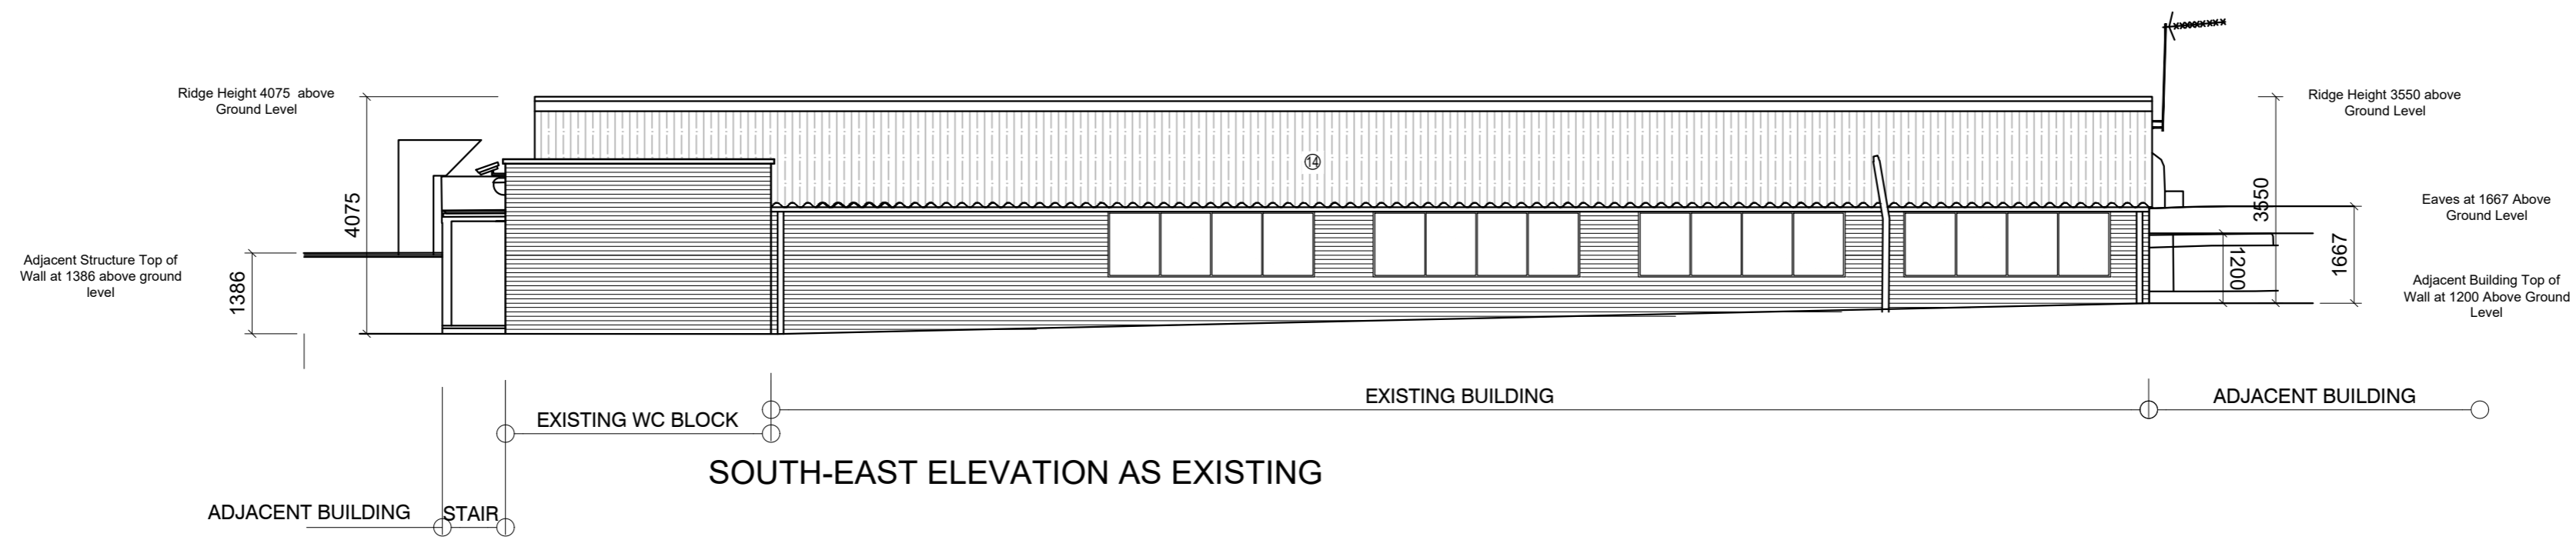 Ridge Height 4075 above
Ground Level
4075
Adjacent Structure Top of
Wall at 1386 above ground
level
1386
14
Ridge Height 3550 above
Ground Level
3550
Eaves at 1667 Above
Ground Level
1667
1200
Adjacent Building Top of
Wall at 1200 Above Ground
Level
EXISTING WC BLOCK
EXISTING BUILDING
ADJACENT BUILDING
SOUTH-EAST ELEVATION AS EXISTING
ADJACENT BUILDING
STAIR